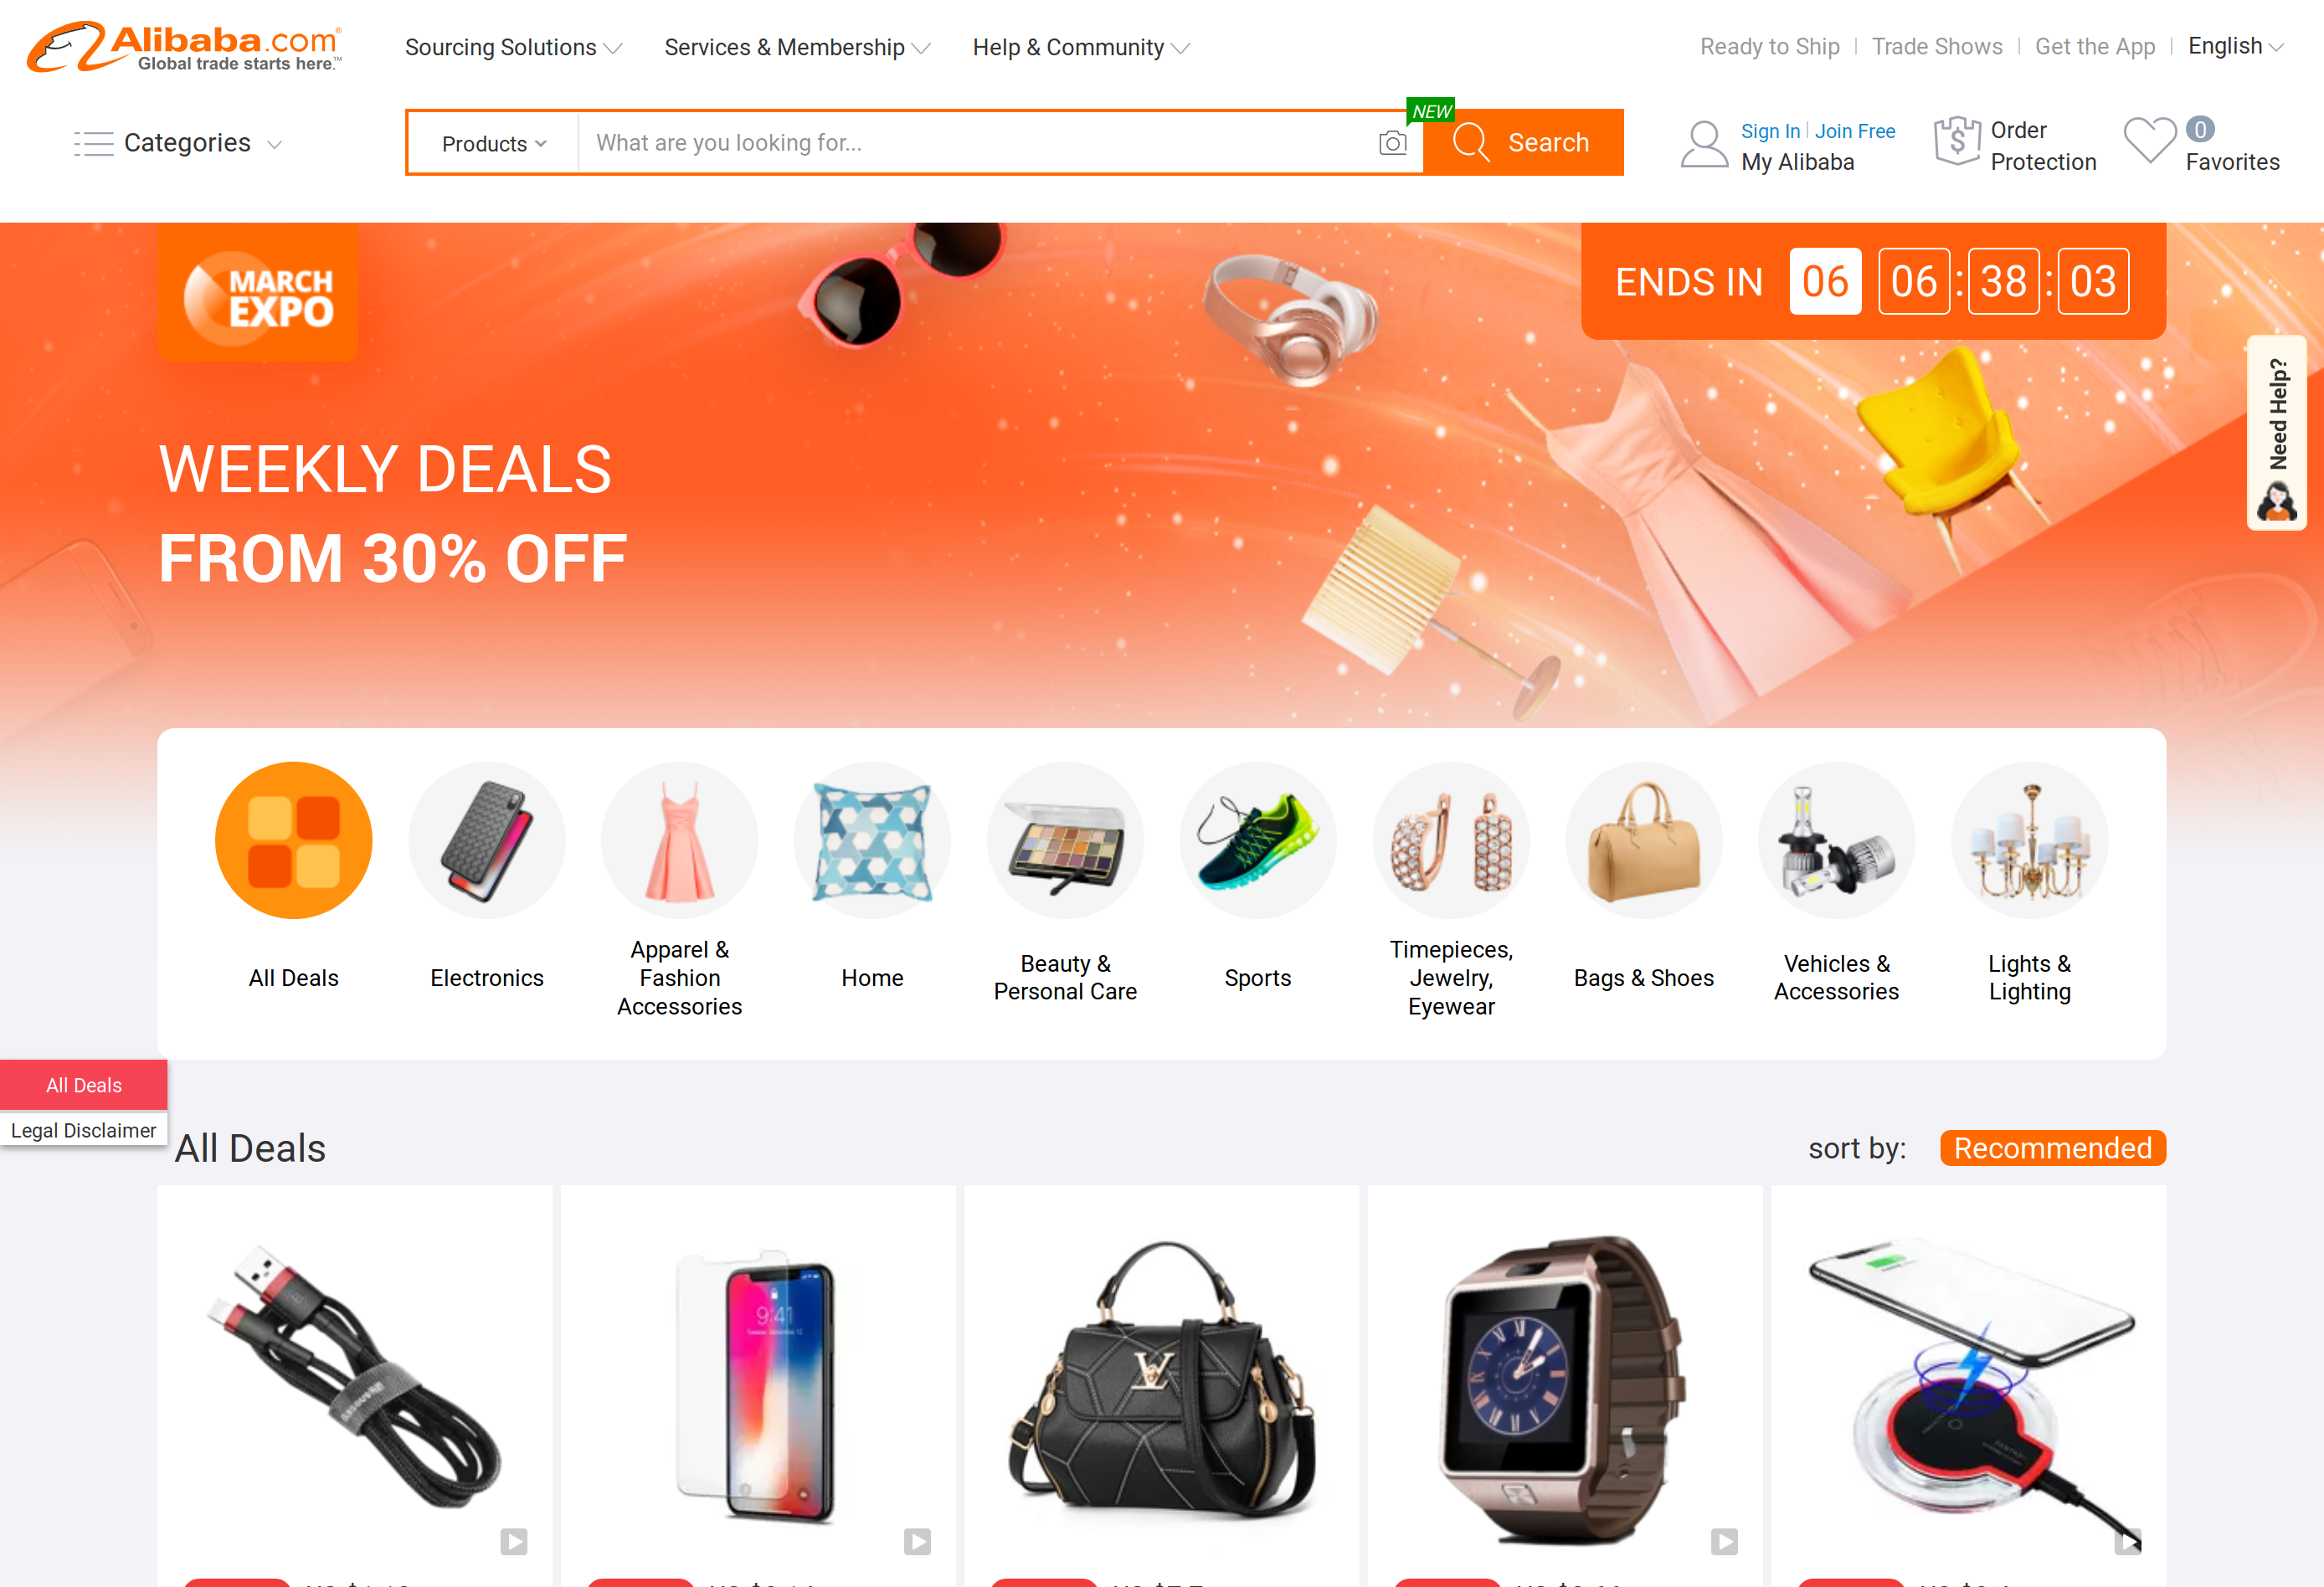 Alibaba.com
Global trade starts here.™
Sourcing Solutions
Services & Membership
Help & Community
Ready to Ship
Trade Shows
Get the App
English
Categories
Products
What are you looking for...
NEW
Search
Sign In
Join Free
My Alibaba
Order
Protection
0
Favorites
MARCH
EXPO
ENDS IN 06 06:38:03
Need Help?
WEEKLY DEALS
FROM 30% OFF
All Deals
Electronics
Apparel &
Fashion
Accessories
Home
Beauty &
Personal Care
Sports
Timepieces,
Jewelry,
Eyewear
Bags & Shoes
Vehicles &
Accessories
Lights &
Lighting
All Deals
Legal Disclaimer
All Deals
sort by:
Recommended
9:41